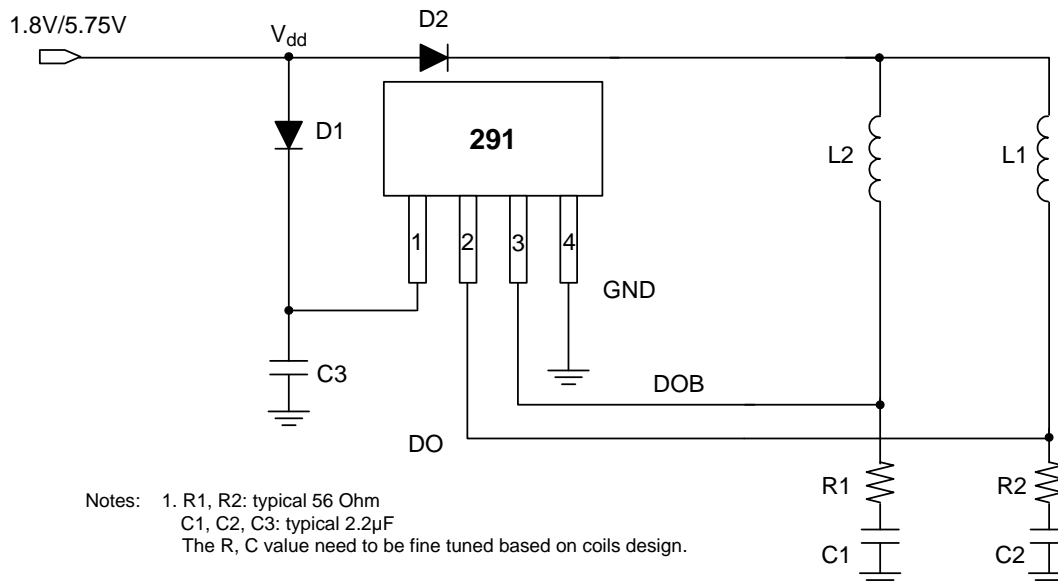 1.8V/5.75V
Vdd
D2
D1
291
L2
L1
1
2
3
4
GND
C3
DOB
DO
R1
R2
Notes: 1. R1, R2: typical 56 Ohm
C1, C2, C3: typical 2.2µF
The R, C value need to be fine tuned based on coils design.
C1
C2